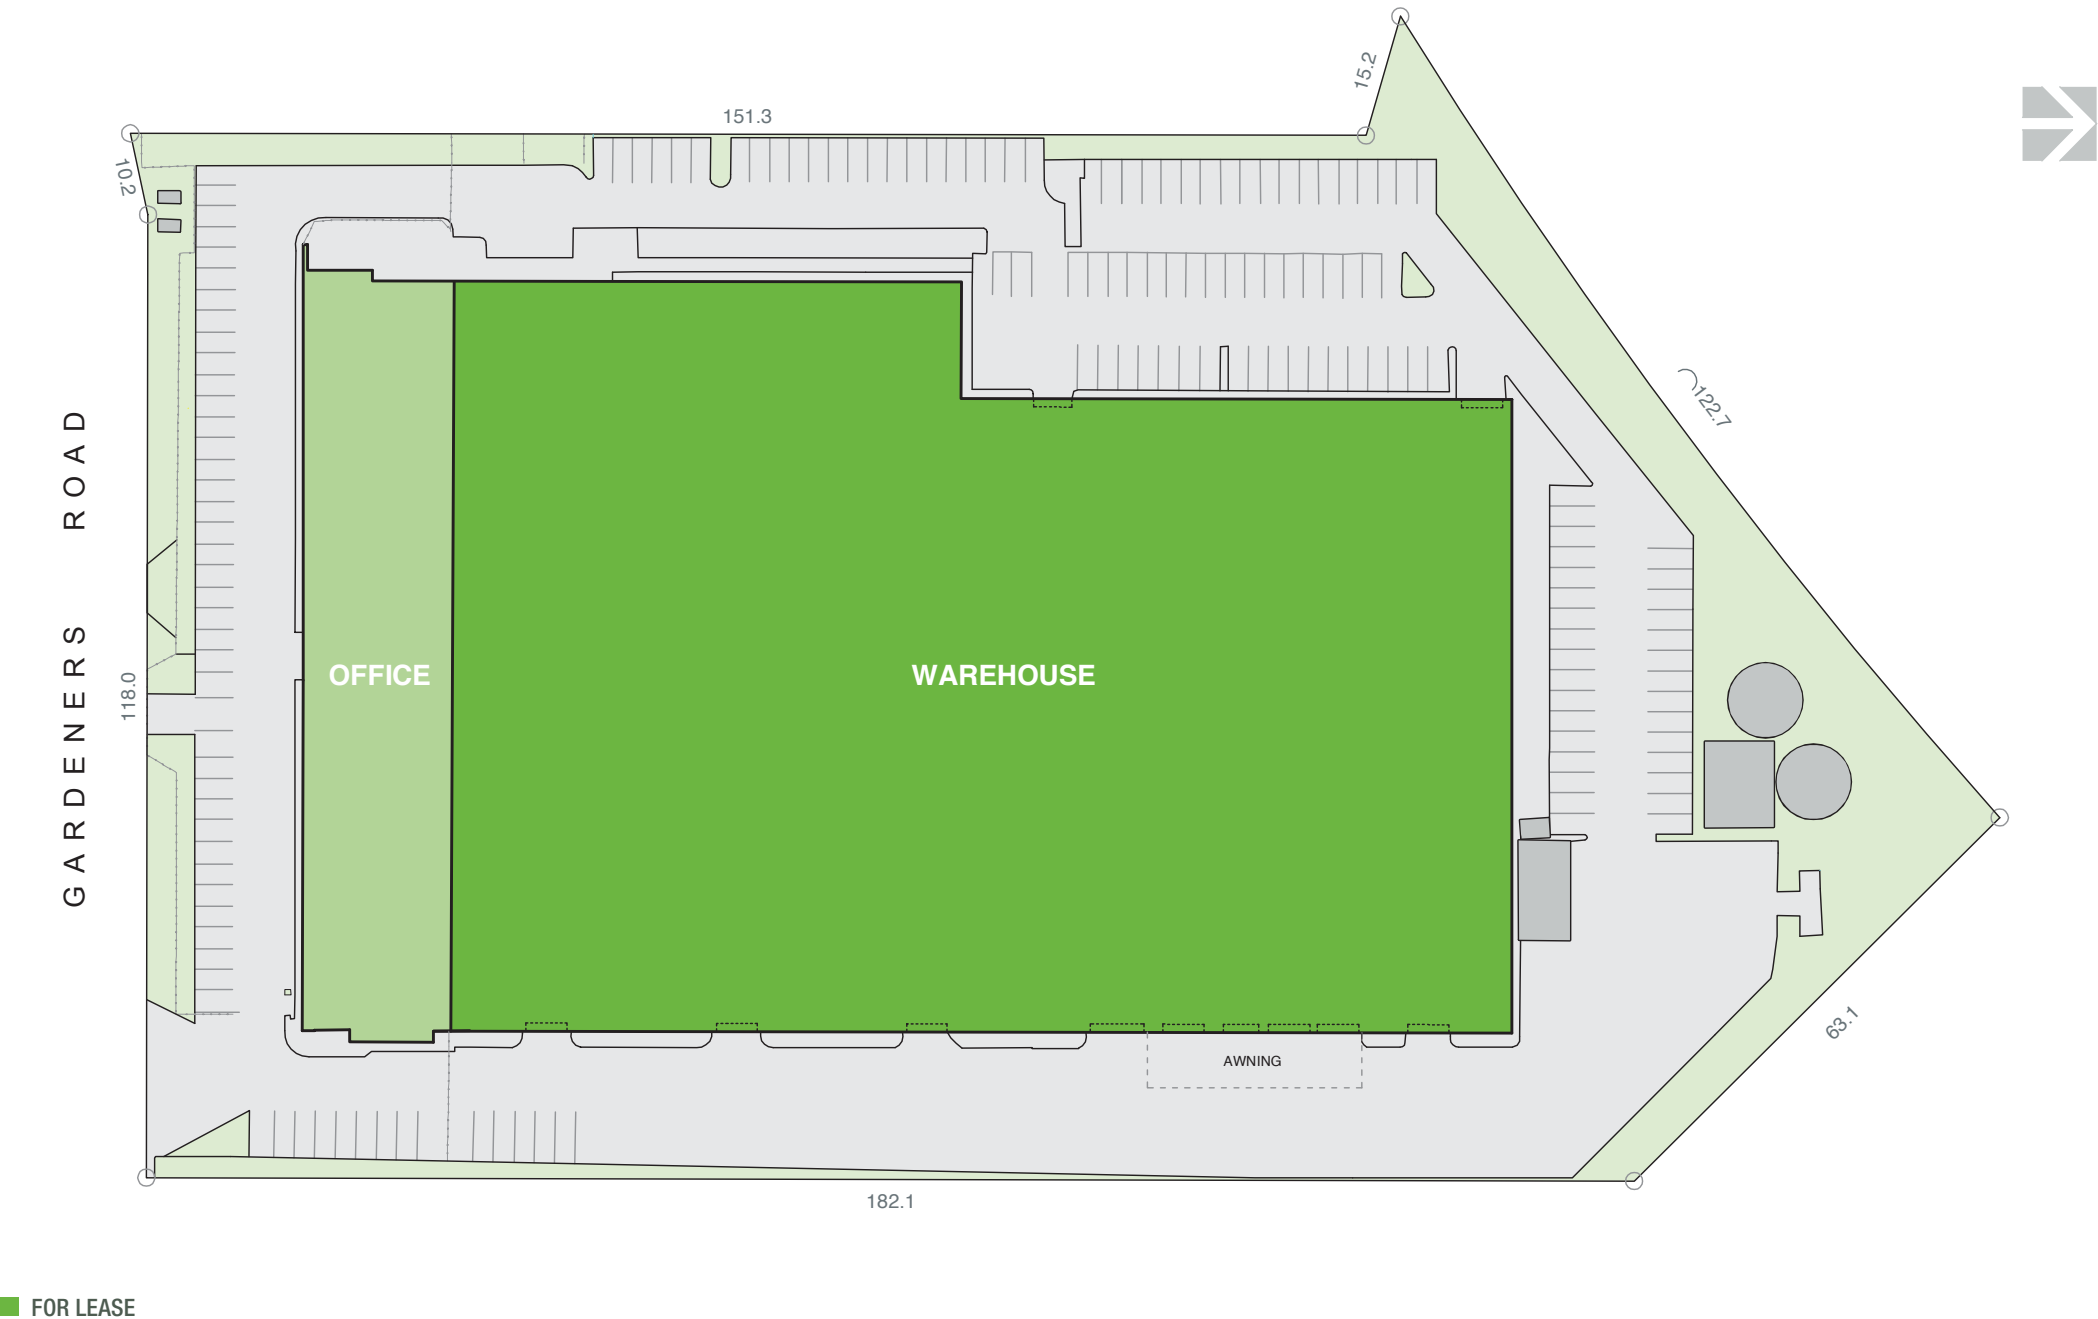 15.2
151.3
10.2
122.7
GARDENERS ROAD
OFFICE
WAREHOUSE
118.0
63.1
AWNING
182.1
FOR LEASE